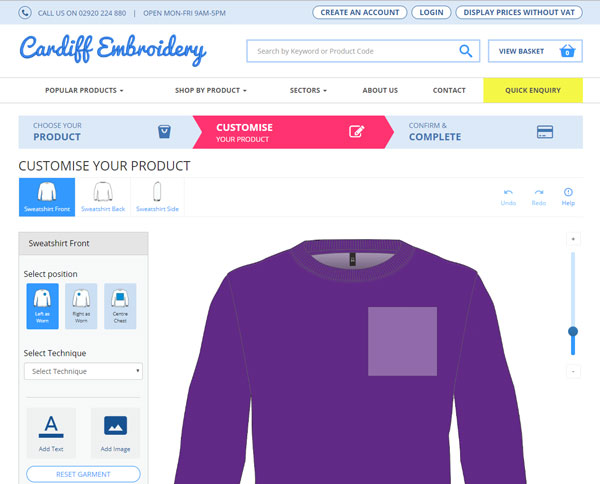 CALL US ON 02920 224 880 | OPEN MON-FRI 9AM-5PM
CREATE AN ACCOUNT
LOGIN
DISPLAY PRICES WITHOUT VAT
Cardiff Embroidery
Search by Keyword or Product Code
VIEW BASKET
0
POPULAR PRODUCTS
SHOP BY PRODUCT
SECTORS
ABOUT US
CONTACT
QUICK ENQUIRY
CHOOSE YOUR
PRODUCT
CUSTOMISE
YOUR PRODUCT
CONFIRM &
COMPLETE
CUSTOMISE YOUR PRODUCT
Sweatshirt Front
Sweatshirt Back
Sweatshirt Side
Undo
Redo
Help
Sweatshirt Front
Select position
Left as
Worn
Right as
Worn
Centre
Chest
Select Technique
Select Technique
A
Add Text
Add Image
RESET GARMENT
+
-